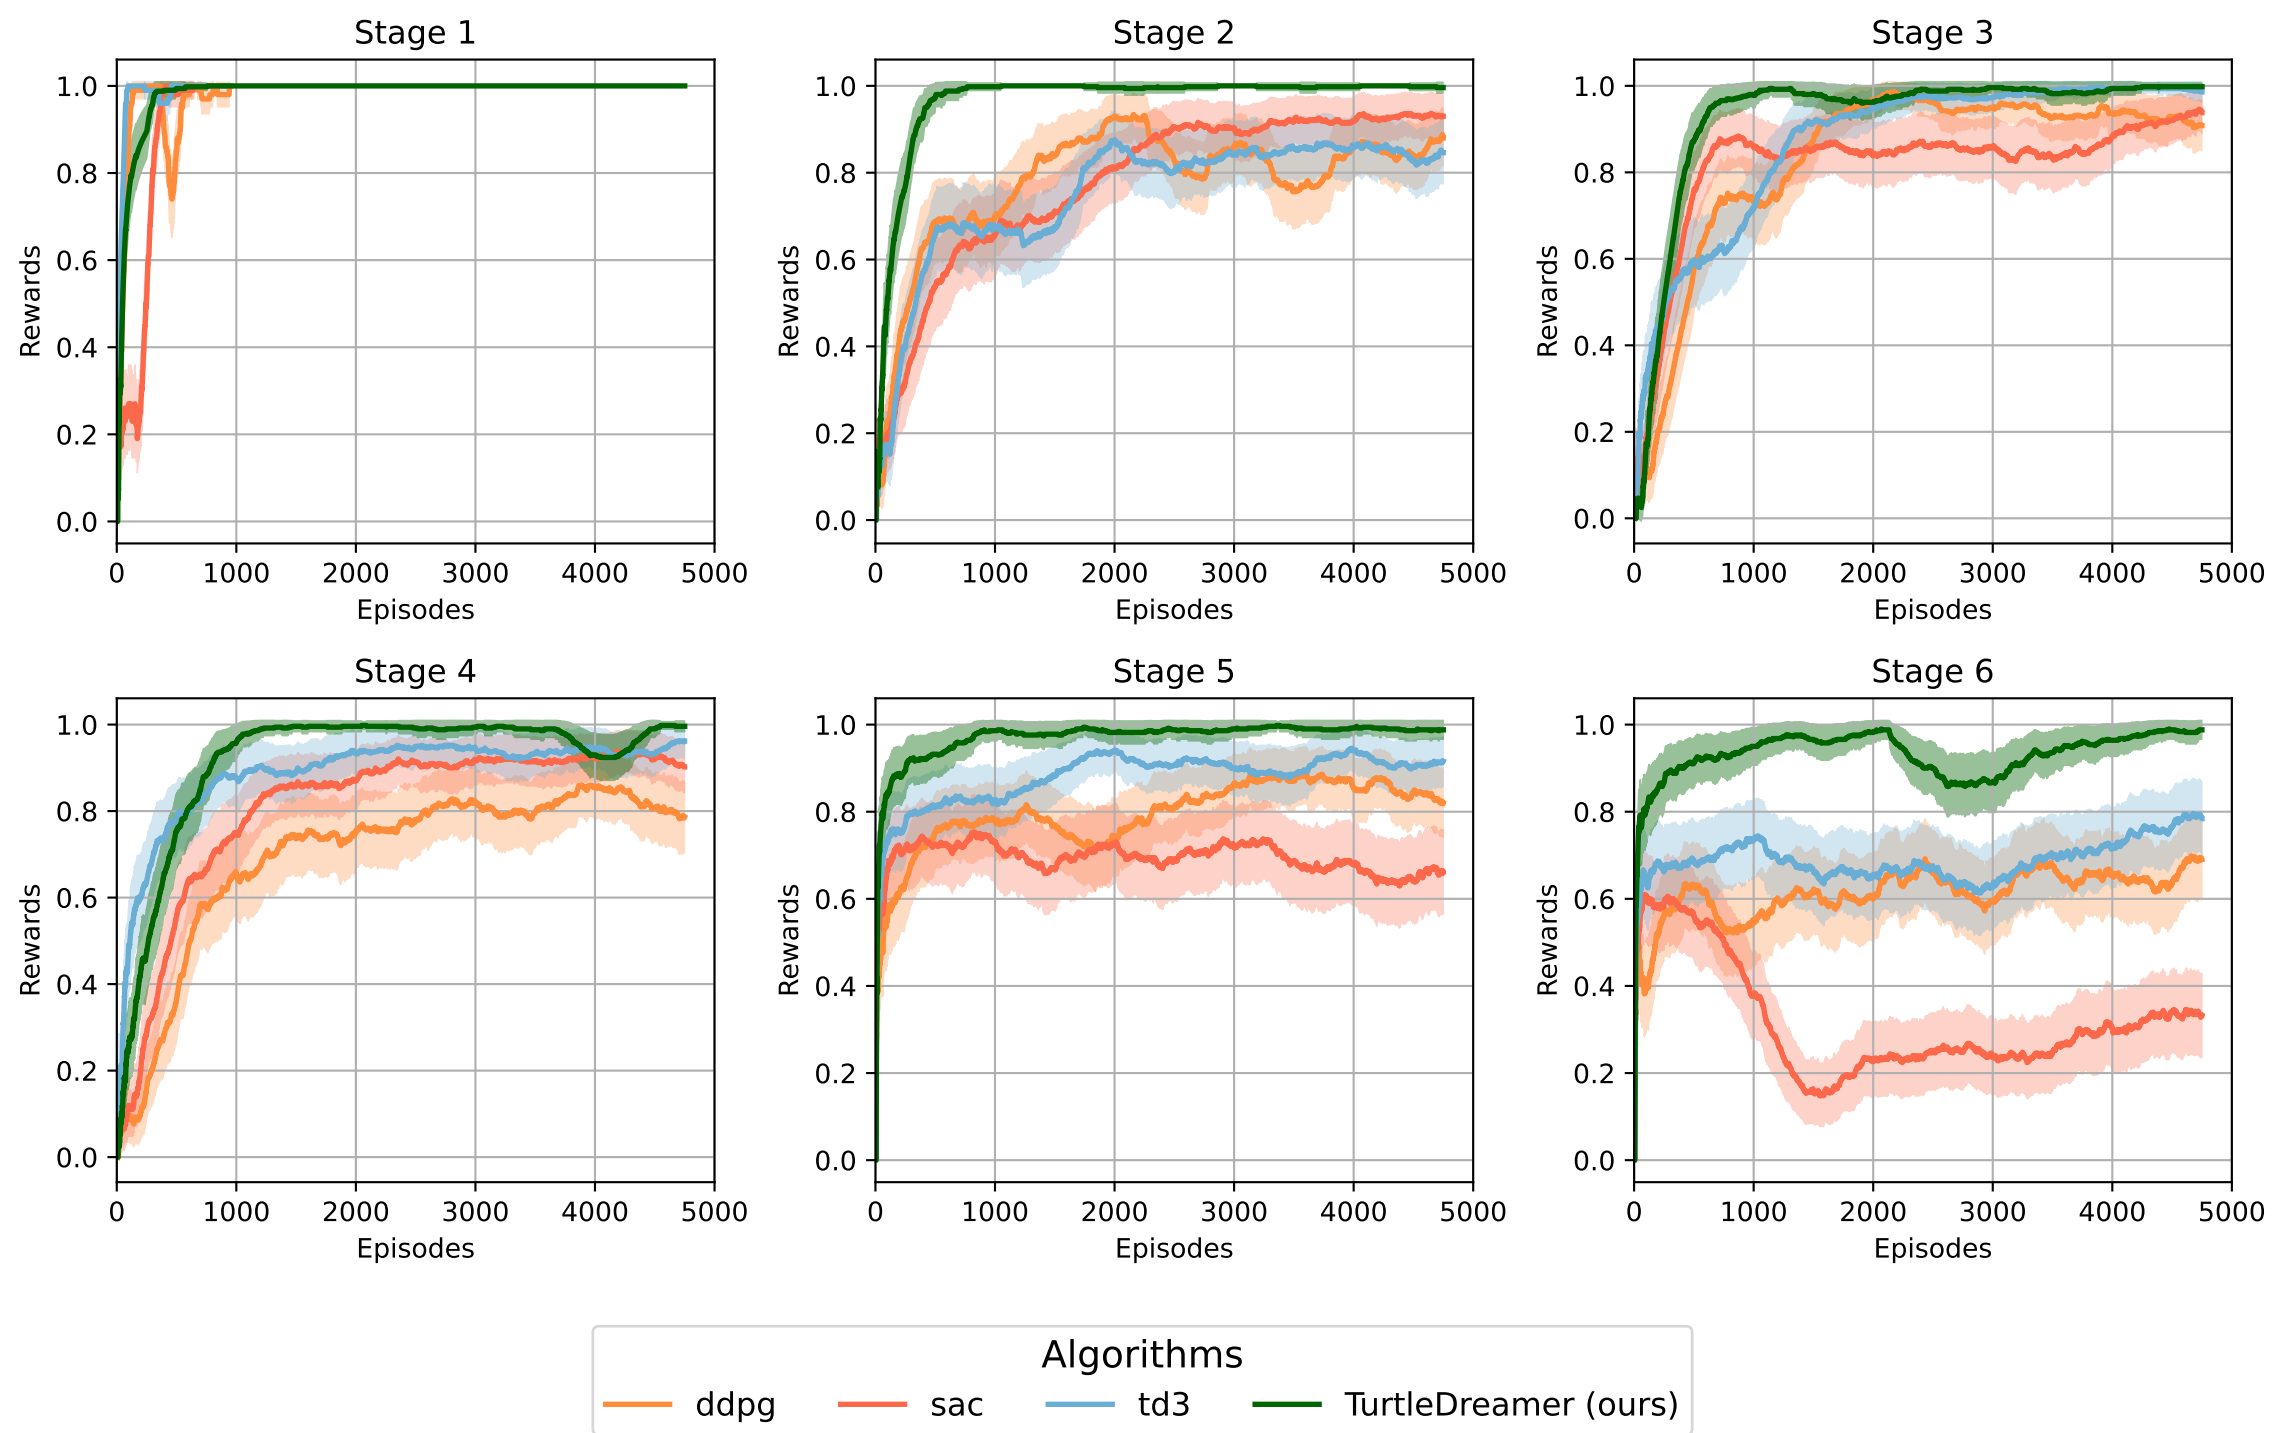 Stage 1 Stage 2 Stage 3
1.0 1.0 1.0
0.8 0.8 0.8
0.6 0.6 0.6
Rewards Rewards Rewards
0.4 0.4 0.4
0.2 0.2 0.2
0.0 0.0 0.0
0 1000 2000 3000 4000 5000 0 1000 2000 3000 4000 5000 0 1000 2000 3000 4000 5000
Episodes Episodes Episodes
Stage 4 Stage 5 Stage 6
1.0 1.0 1.0
0.8 0.8 0.8
0.6 0.6 0.6
Rewards Rewards Rewards
0.4 0.4 0.4
0.2 0.2 0.2
0.0 0.0 0.0
0 1000 2000 3000 4000 5000 0 1000 2000 3000 4000 5000 0 1000 2000 3000 4000 5000
Episodes Episodes Episodes
Algorithms
ddpg sac td3 TurtleDreamer (ours)